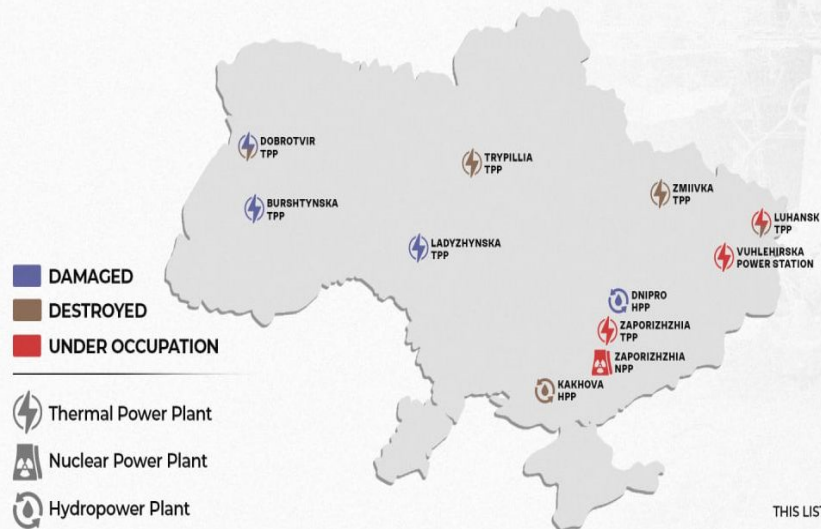 DOBROTVIR
TPP
TRYPILLIA
TPP
ZMIIVKA
TPP
BURSHTYNSKA
TPP
LUHANSK
TPP
LADYZHYNSKA
TPP
VUHLEHIRSKA
POWER STATION
DAMAGED
DESTROYED
UNDER OCCUPATION
DNIPRO
HPP
ZAPORIZHZHIA
TPP
ZAPORIZHZHIA
NPP
KAKHOVA
HPP
Thermal Power Plant
Nuclear Power Plant
Hydropower Plant
THIS LIST